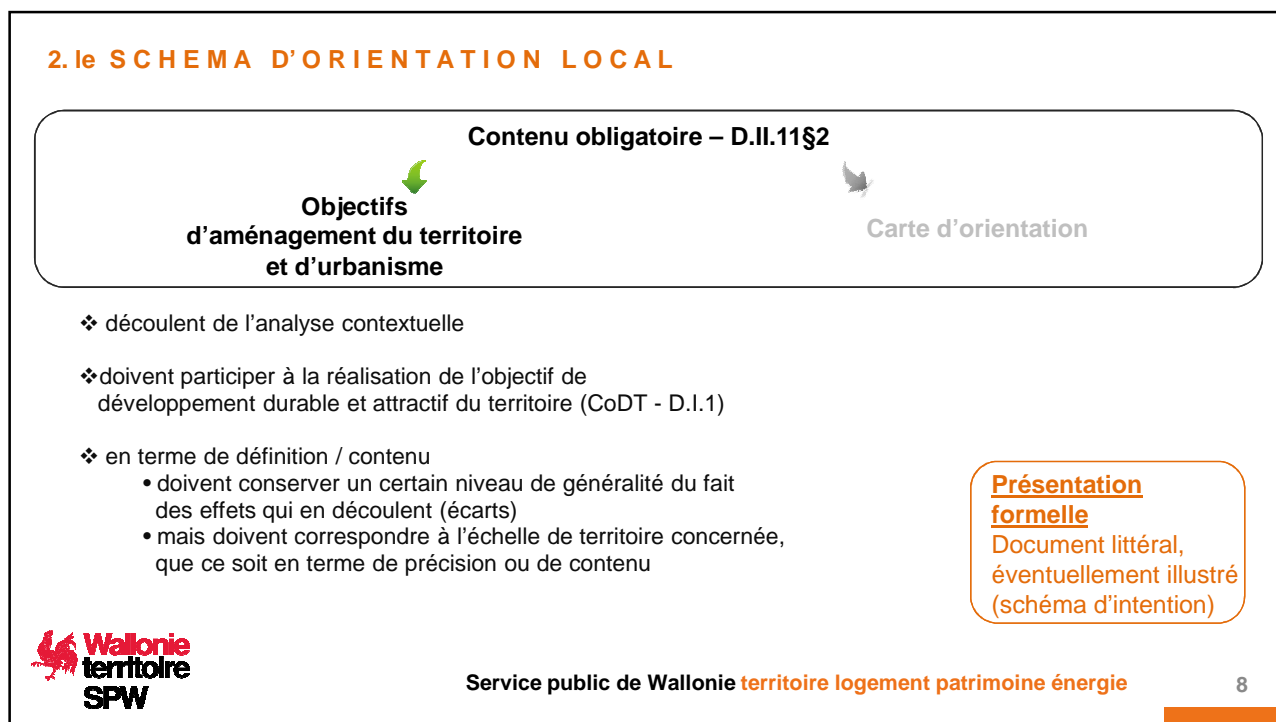 2. le SCHEMA D'ORIENTATION LOCAL
Contenu obligatoire – D.II.11§2
Objectifs
d'aménagement du territoire
et d'urbanisme
Carte d'orientation
❖ découlent de l'analyse contextuelle
❖doivent participer à la réalisation de l'objectif de
développement durable et attractif du territoire (CoDT - D.I.1)
❖ en terme de définition / contenu
• doivent conserver un certain niveau de généralité du fait
des effets qui en découlent (écarts)
• mais doivent correspondre à l'échelle de territoire concernée,
que ce soit en terme de précision ou de contenu
Présentation
formelle
Document littéral,
éventuellement illustré
(schéma d'intention)
Wallonie
territoire
SPW
Service public de Wallonie territoire logement patrimoine énergie
8